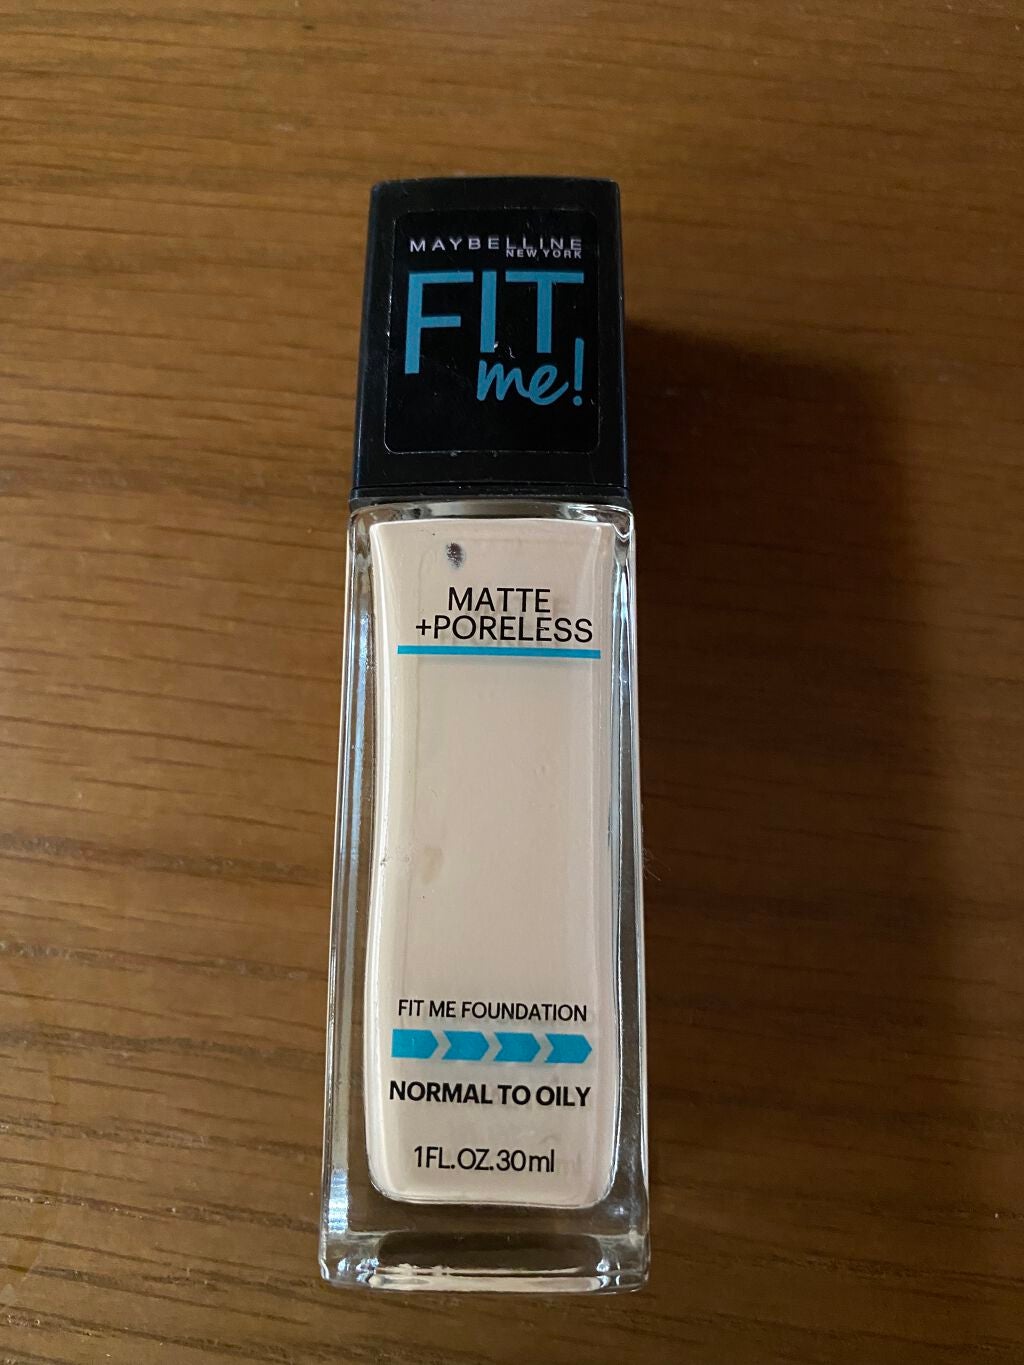 MAYBELLINE
NEW YORK
FIT
me!
MATTE
+PORELESS
FIT ME FOUNDATION
NORMAL TO OILY
1FL.OZ.30ml